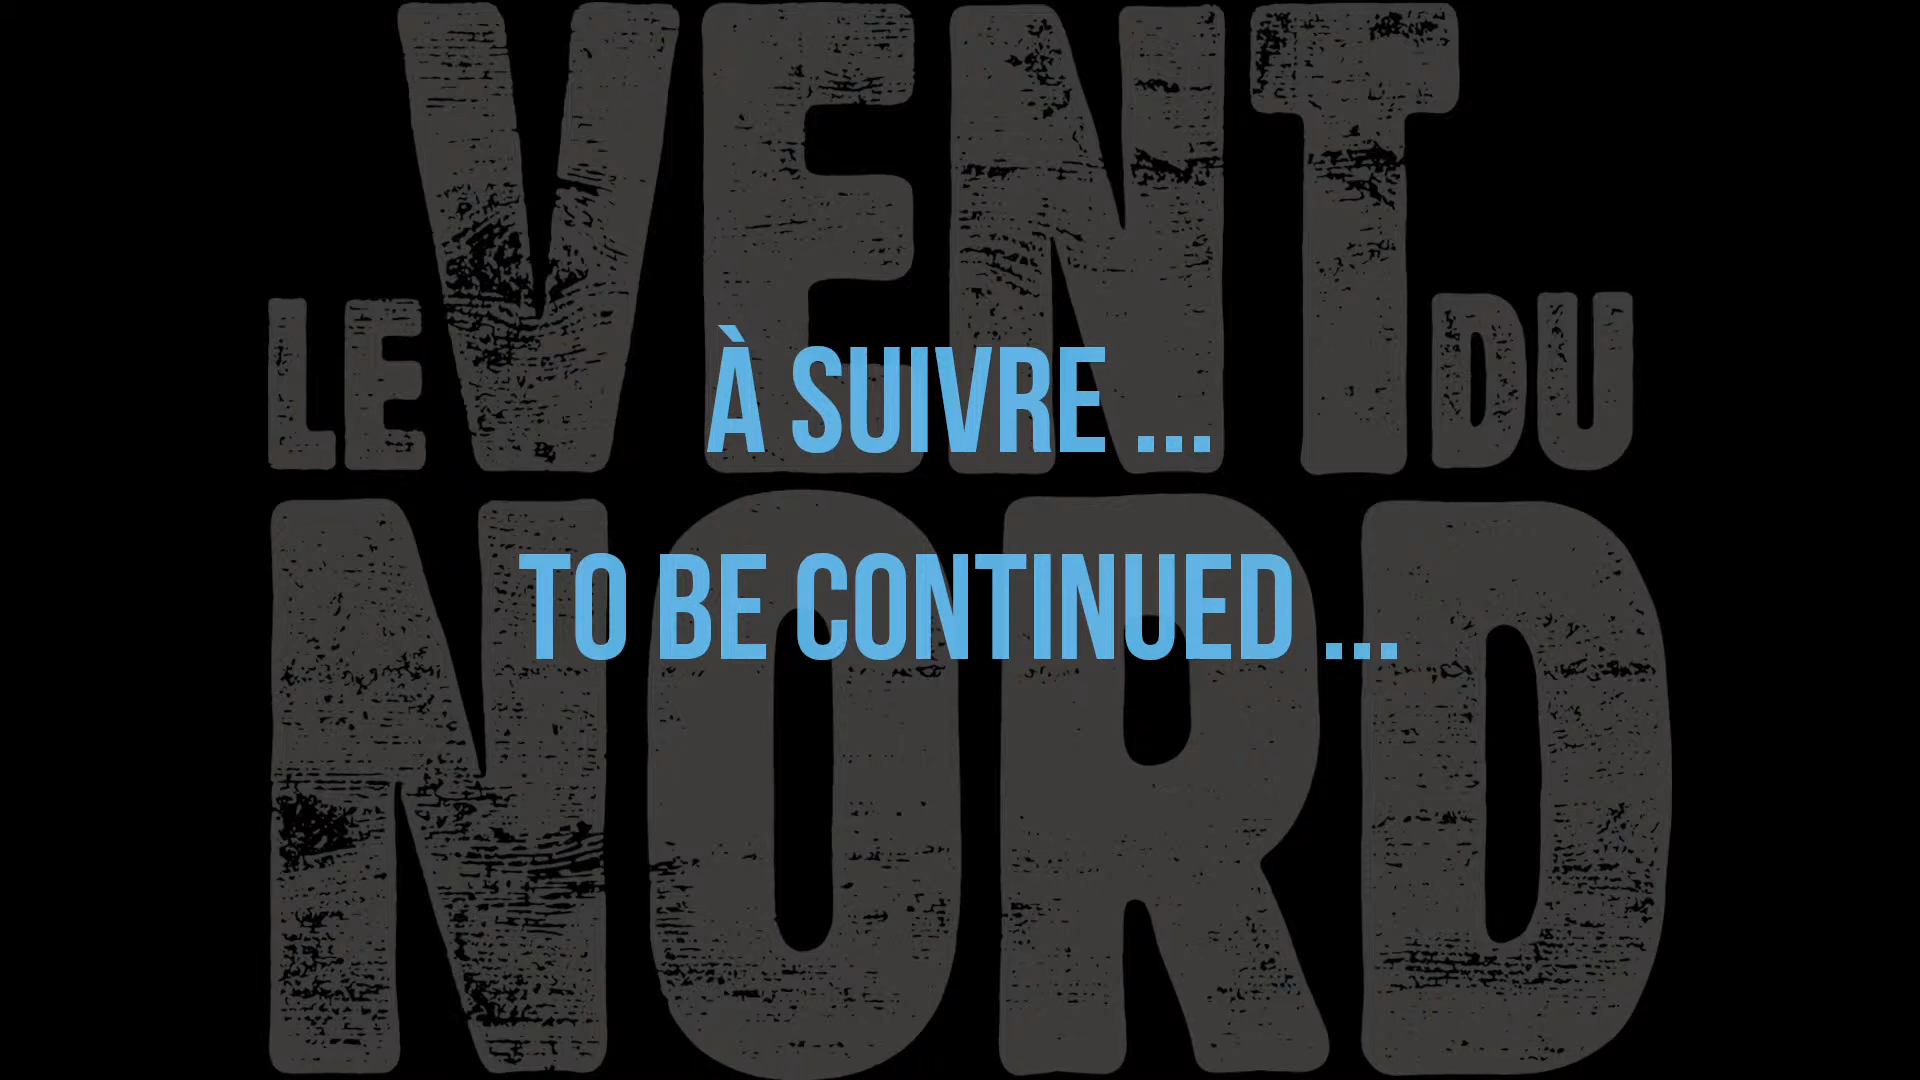 LE VENT DU
NORD
À SUIVRE ...
TO BE CONTINUED ...